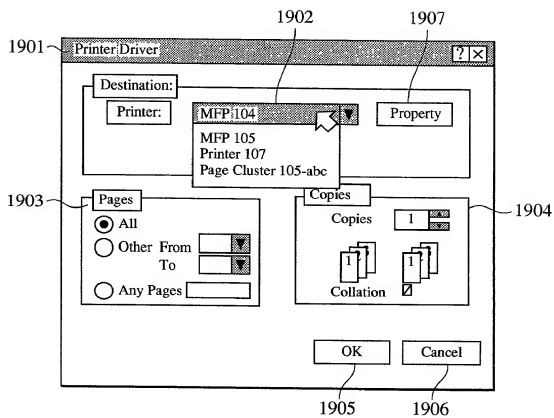 1902
1907
1901
Printer Driver
? ×
Destination:
Printer:
MFP 104
Property
MFP 105
Printer 107
Page Cluster 105-abc
1903
Pages
Copies
1904
All
Copies
1
Other From
To
1
1
Any Pages
Collation
OK
Cancel
1905
1906